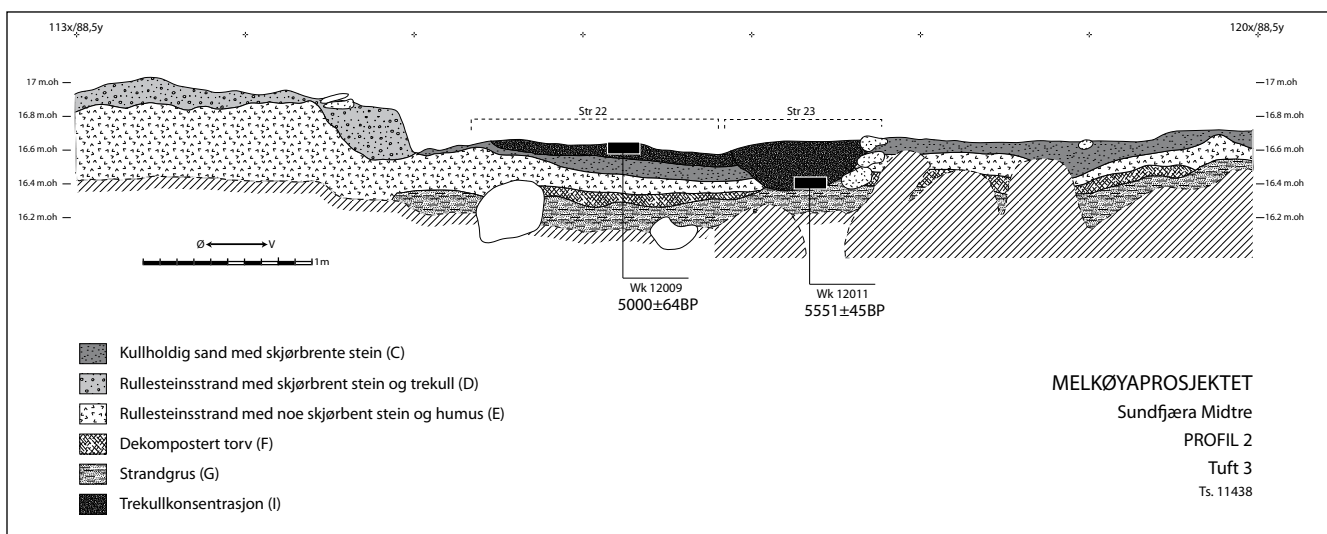 113x/88,5y
120x/88,5y
17 m.oh
16.8 m.oh
16.6 m.oh
16.4 m.oh
16.2 m.oh
17 m.oh
16.8 m.oh
16.6 m.oh
16.4 m.oh
16.2 m.oh
Str 22
Str 23
Ø V
1m
Wk 12009
5000±64BP
Wk 12011
5551±45BP
Kullholdig sand med skjørbrente stein (C)
Rullesteinsstrand med skjørbrent stein og trekull (D)
Rullesteinsstrand med noe skjørbent stein og humus (E)
Dekompostert torv (F)
Strandgrus (G)
Trekullkonsentrasjon (I)
MELKØYAPROSJEKTET
Sundfjæra Midtre
PROFIL 2
Tuft 3
Ts. 11438